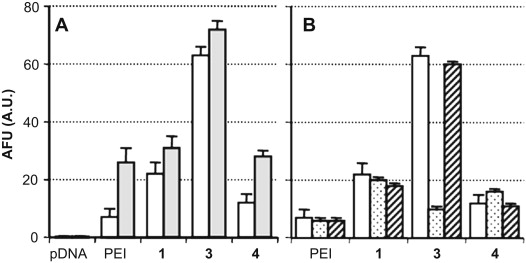 AFU (A.U.)
80
60
40
20
0
A
B
pDNA PEI 1 3 4
PEI 1 3 4